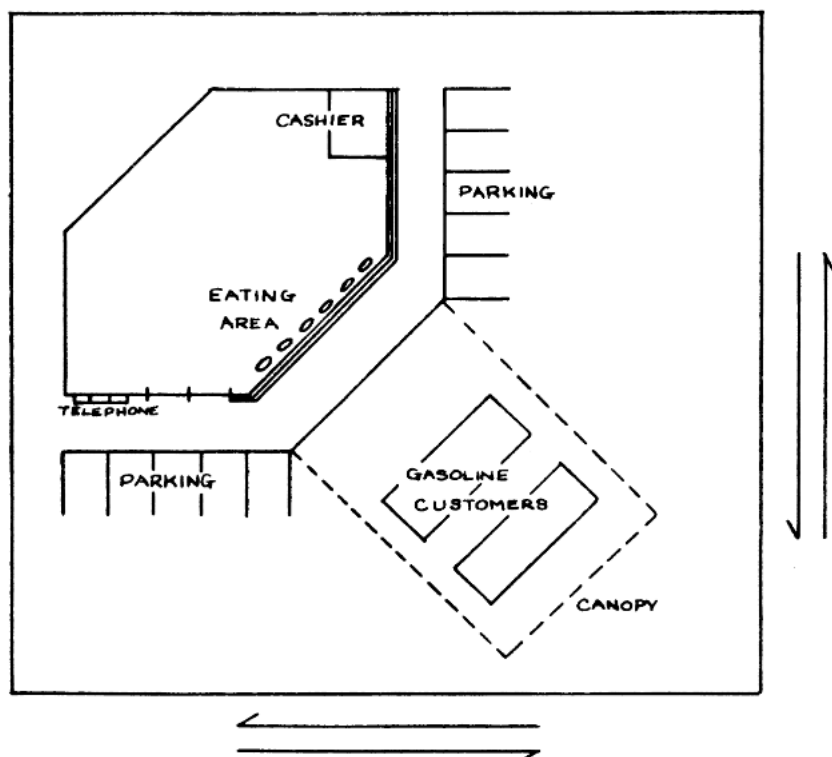 CASHIER
PARKING
EATING
AREA
TELEPHONE
PARKING
GASOLINE
CUSTOMERS
CANOPY